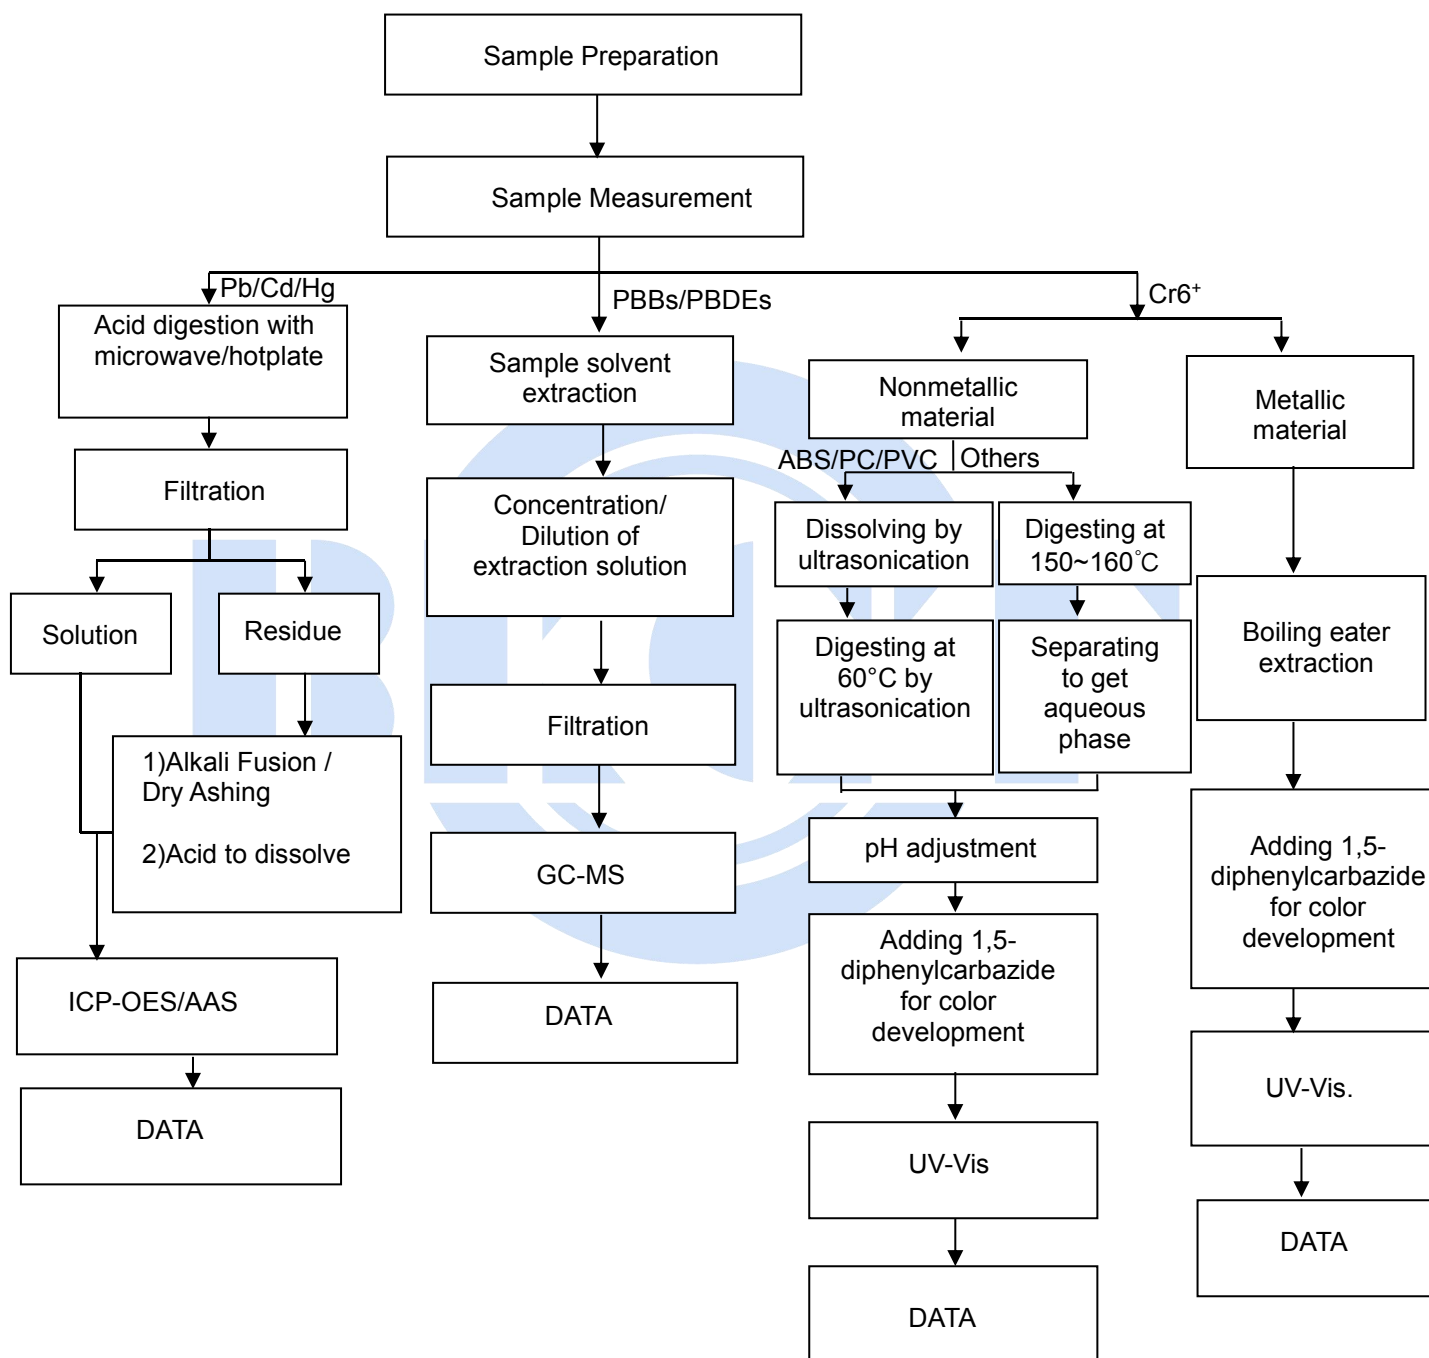 Sample Preparation
Sample Measurement
Pb/Cd/Hg
PBBs/PBDEs
Cr6⁺
Acid digestion with
microwave/hotplate
Filtration
Solution
Residue
1)Alkali Fusion /
Dry Ashing
2)Acid to dissolve
ICP-OES/AAS
DATA
Sample solvent
extraction
Concentration/
Dilution of
extraction solution
Filtration
GC-MS
DATA
Nonmetallic
material
ABS/PC/PVC
Others
Dissolving by
ultrasonication
Digesting at
60°C by
ultrasonication
Digesting at
150~160℃
Separating
to get
aqueous
phase
pH adjustment
Adding 1,5-
diphenylcarbazide
for color
development
UV-Vis
DATA
Metallic
material
Boiling eater
extraction
Adding 1,5-
diphenylcarbazide
for color
development
UV-Vis.
DATA